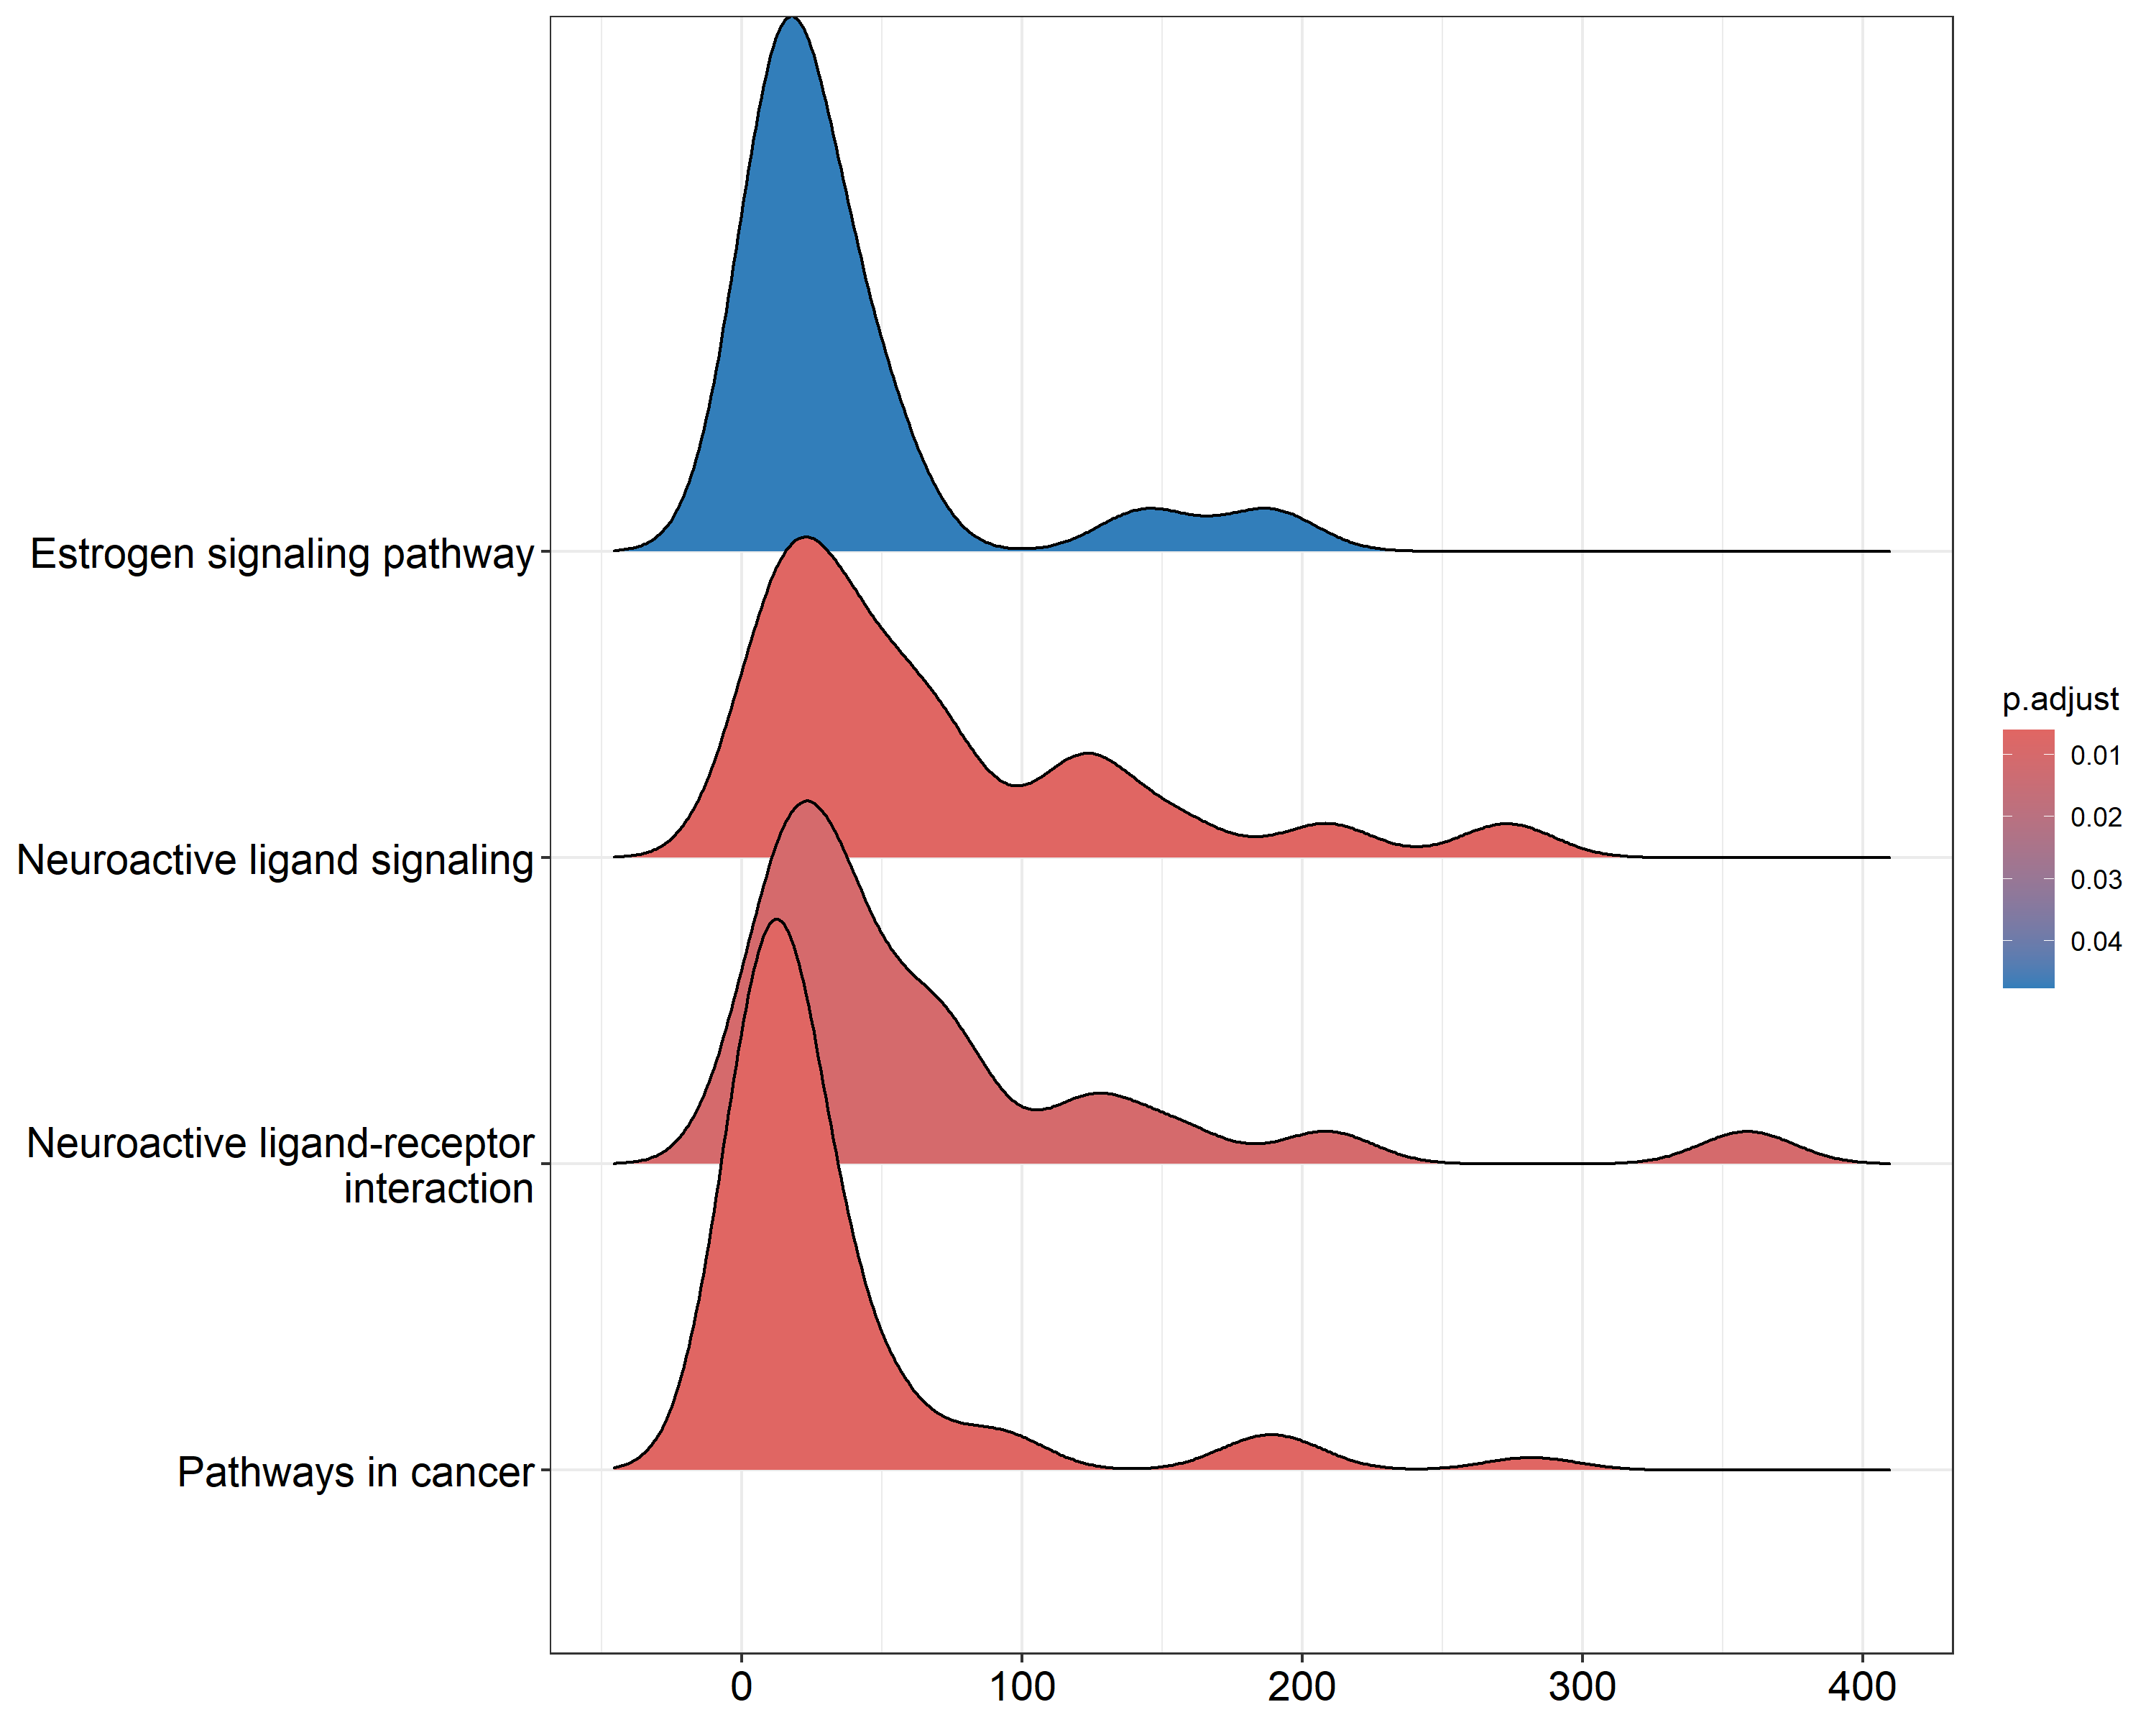 Estrogen signaling pathway
Neuroactive ligand signaling
Neuroactive ligand-receptor
interaction
Pathways in cancer
0 100 200 300 400
p.adjust
0.01
0.02
0.03
0.04